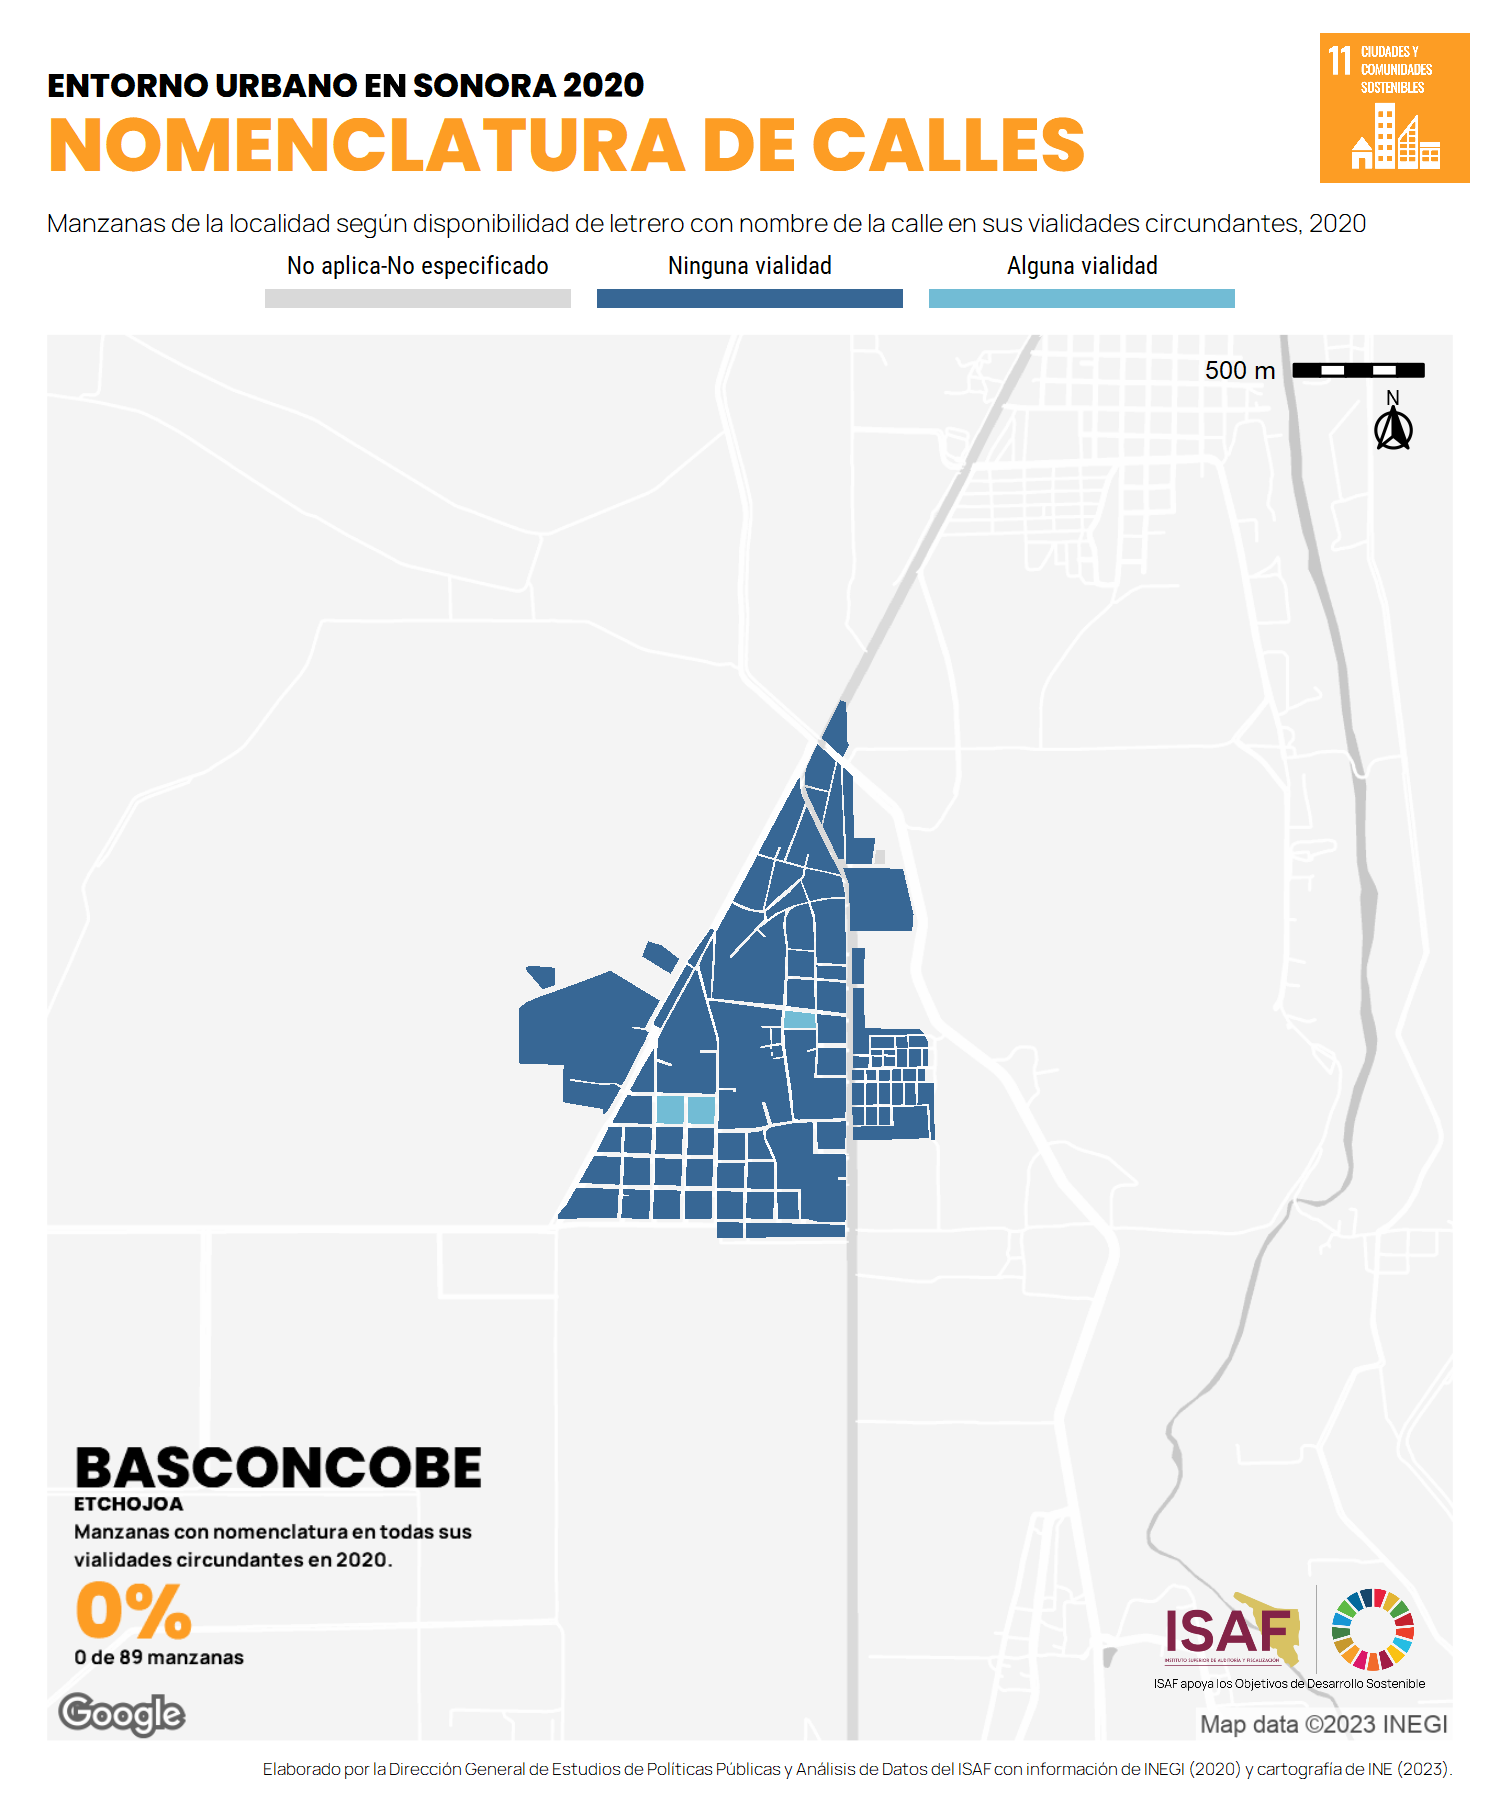 ENTORNO URBANO EN SONORA 2020
NOMENCLATURA DE CALLES
11 CIUDADES Y
COMUNIDADES
SOSTENIBLES
Manzanas de la localidad según disponibilidad de letrero con nombre de la calle en sus vialidades circundantes, 2020
No aplica-No especificado Ninguna vialidad Alguna vialidad
500 m
N
BASCONCOBE
ETCHOJOA
Manzanas con nomenclatura en todas sus
vialidades circundantes en 2020.
0%
0 de 89 manzanas
Google
ISAF
INSTITUTO SUPERIOR DE AUDITORÍA Y FISCALIZACIÓN
ISAF apoya los Objetivos de Desarrollo Sostenible
Map data ©2023 INEGI
Elaborado por la Dirección General de Estudios de Políticas Públicas y Análisis de Datos del ISAF con información de INEGI (2020) y cartografía de INE (2023).